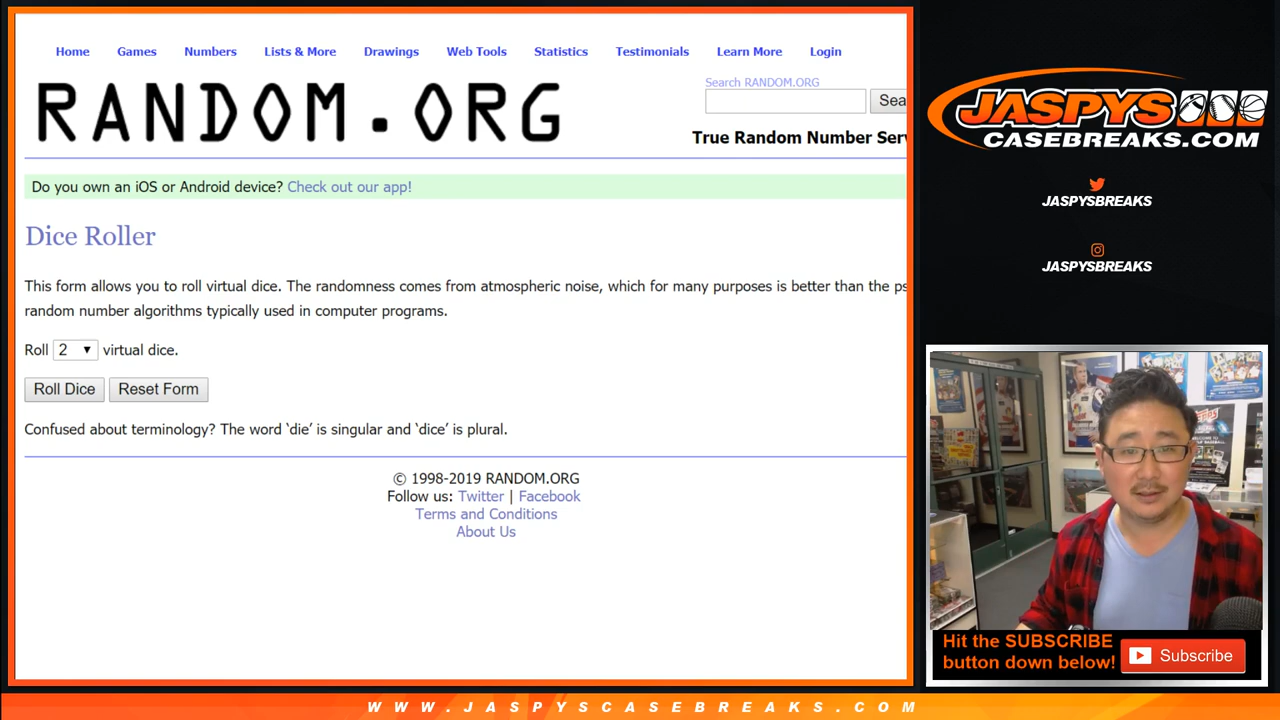 Home Games Numbers Lists & More Drawings Web Tools Statistics Testimonials Learn More Login
RANDOM.ORG
Search RANDOM.ORG
Sea
True Random Number Serv
Do you own an iOS or Android device? Check out our app!
Dice Roller
This form allows you to roll virtual dice. The randomness comes from atmospheric noise, which for many purposes is better than the ps
random number algorithms typically used in computer programs.
Roll 2 virtual dice.
Roll Dice Reset Form
Confused about terminology? The word ‘die’ is singular and ‘dice’ is plural.
© 1998-2019 RANDOM.ORG
Follow us: Twitter | Facebook
Terms and Conditions
About Us
JASPYS
CASEBREAKS.COM
JASPYSBREAKS
JASPYSBREAKS
Hit the SUBSCRIBE
button down below!
Subscribe
WWW.JASPYSCASEBREAKS.COM